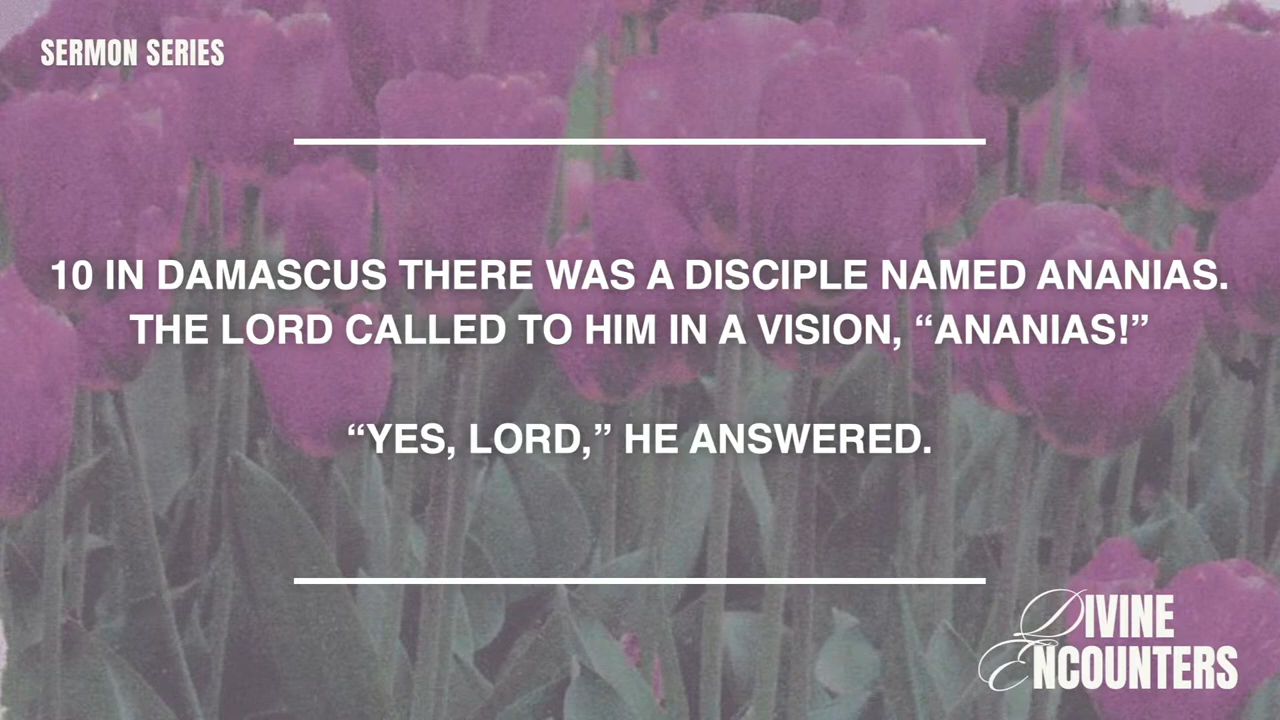 SERMON SERIES
10 IN DAMASCUS THERE WAS A DISCIPLE NAMED ANANIAS.
THE LORD CALLED TO HIM IN A VISION, “ANANIAS!”
“YES, LORD,” HE ANSWERED.
DIVINE
ENCOUNTERS